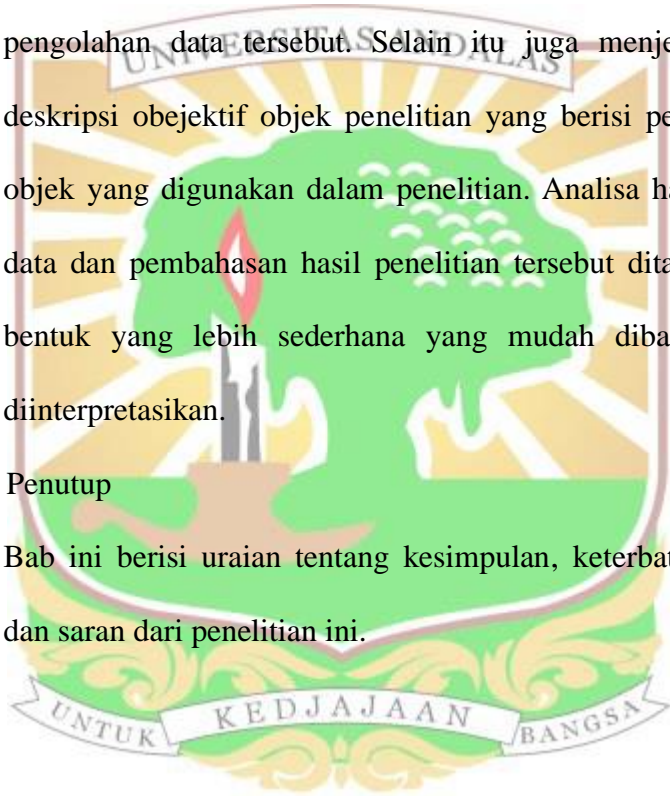 pengolahan data tersebut. Selain itu juga menje
UNIVERSITAS ANDALAS
deskripsi obejektif objek penelitian yang berisi pe
objek yang digunakan dalam penelitian. Analisa ha
data dan pembahasan hasil penelitian tersebut dita
bentuk yang lebih sederhana yang mudah diba
diinterpretasikan.
Penutup
Bab ini berisi uraian tentang kesimpulan, keterbat
dan saran dari penelitian ini.
UNTUK KEDJAJAAN BANGSA